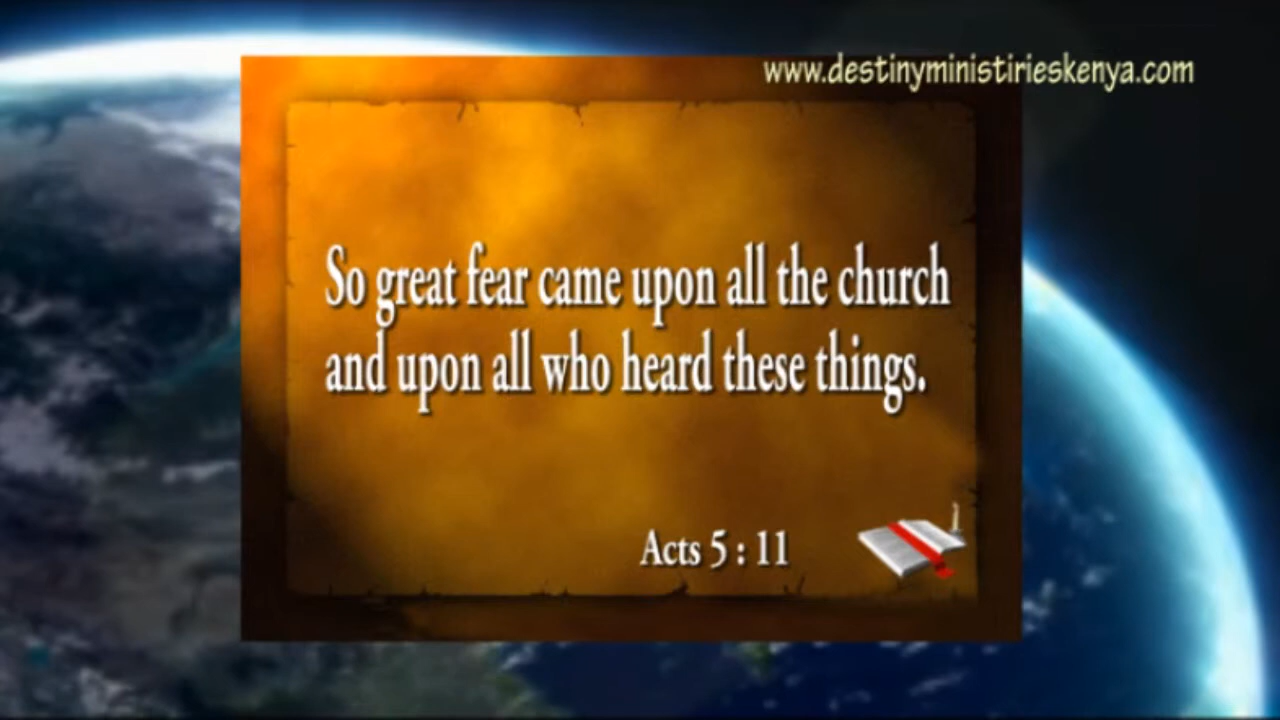 www.destinyministirieskenya.com
So great fear came upon all the church
and upon all who heard these things.
Acts 5 : 11